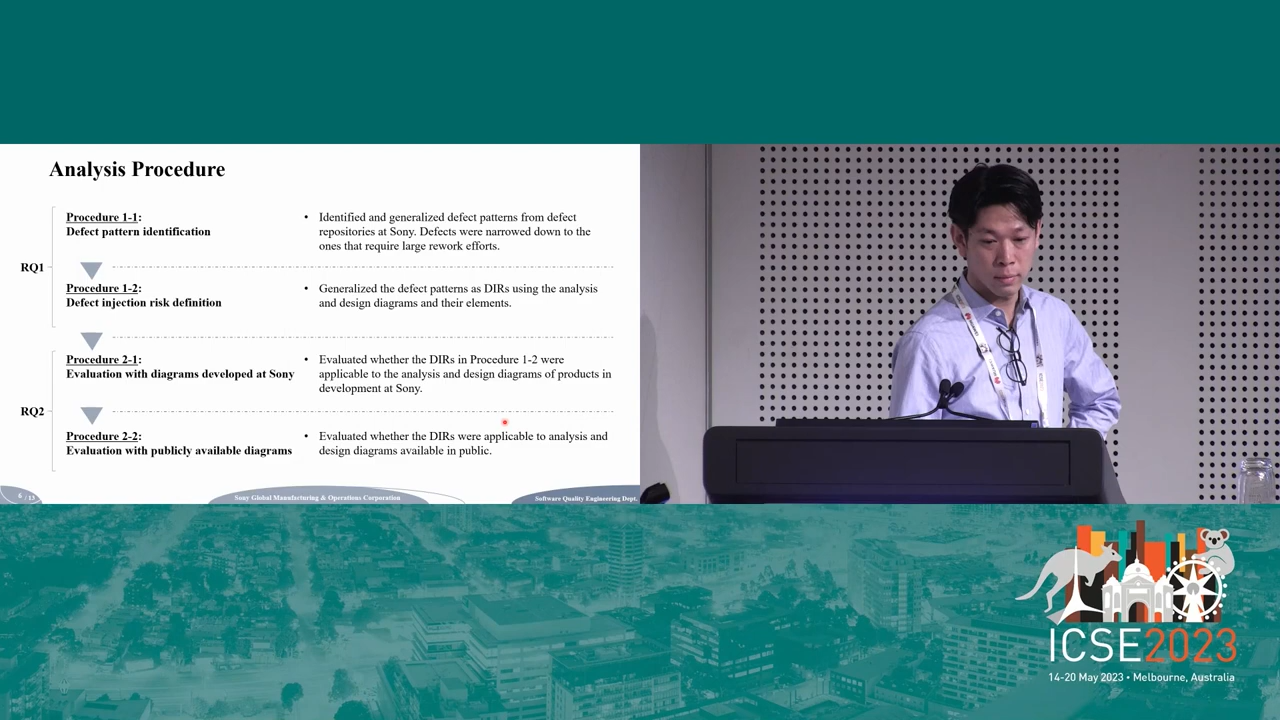 Analysis Procedure
Procedure 1-1:
Defect pattern identification
• Identified and generalized defect patterns from defect
repositories at Sony. Defects were narrowed down to the
ones that require large rework efforts.
RQ1
Procedure 1-2:
Defect injection risk definition
• Generalized the defect patterns as DIRs using the analysis
and design diagrams and their elements.
Procedure 2-1:
Evaluation with diagrams developed at Sony
• Evaluated whether the DIRs in Procedure 1-2 were
applicable to the analysis and design diagrams of products in
development at Sony.
RQ2
Procedure 2-2:
Evaluation with publicly available diagrams
• Evaluated whether the DIRs were applicable to analysis and
design diagrams available in public.
6 / 13
Sony Global Manufacturing & Operations Corporation
Software Quality Engineering Dept.
ICSE2023
14-20 May 2023 • Melbourne, Australia